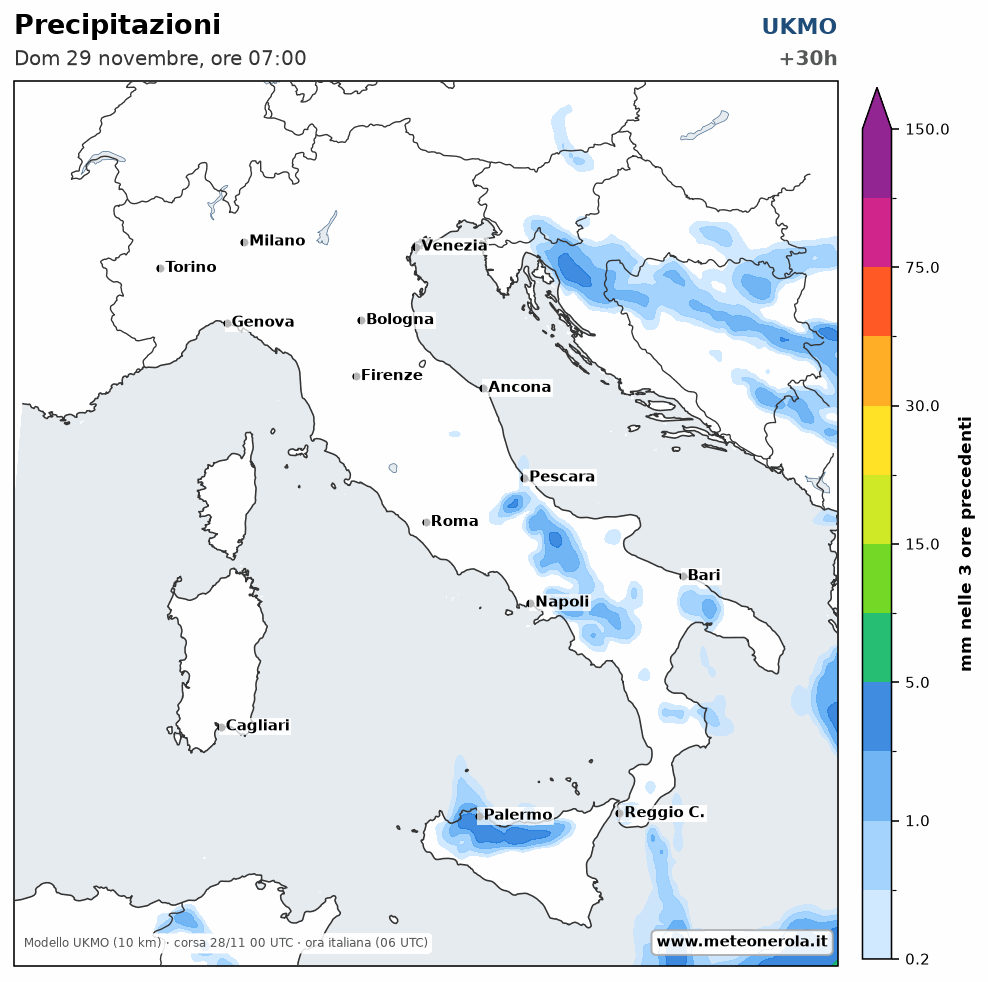 Precipitazioni
UKMO
Dom 29 novembre, ore 07:00
+30h
150.0
75.0
30.0
15.0
5.0
1.0
0.2
mm nelle 3 ore precedenti
Milano
Venezia
Torino
Genova
Bologna
Firenze
Ancona
Pescara
Roma
Bari
Napoli
Cagliari
Palermo
Reggio C.
Modello UKMO (10 km) · corsa 28/11 00 UTC · ora italiana (06 UTC)
www.meteonerola.it